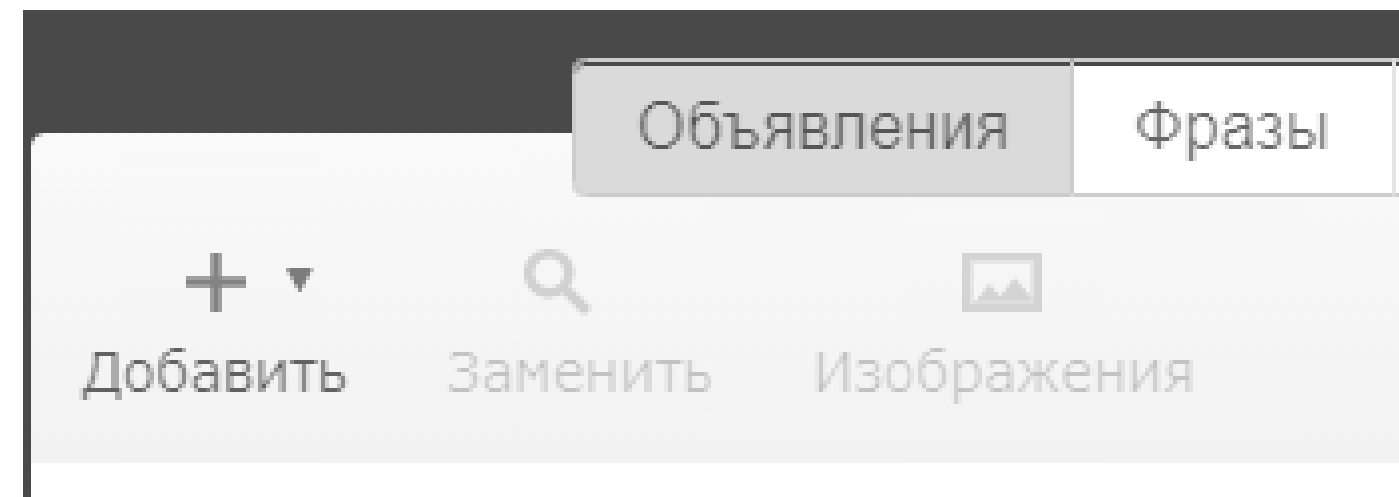 Объявления Фразы
Добавить Заменить Изображения